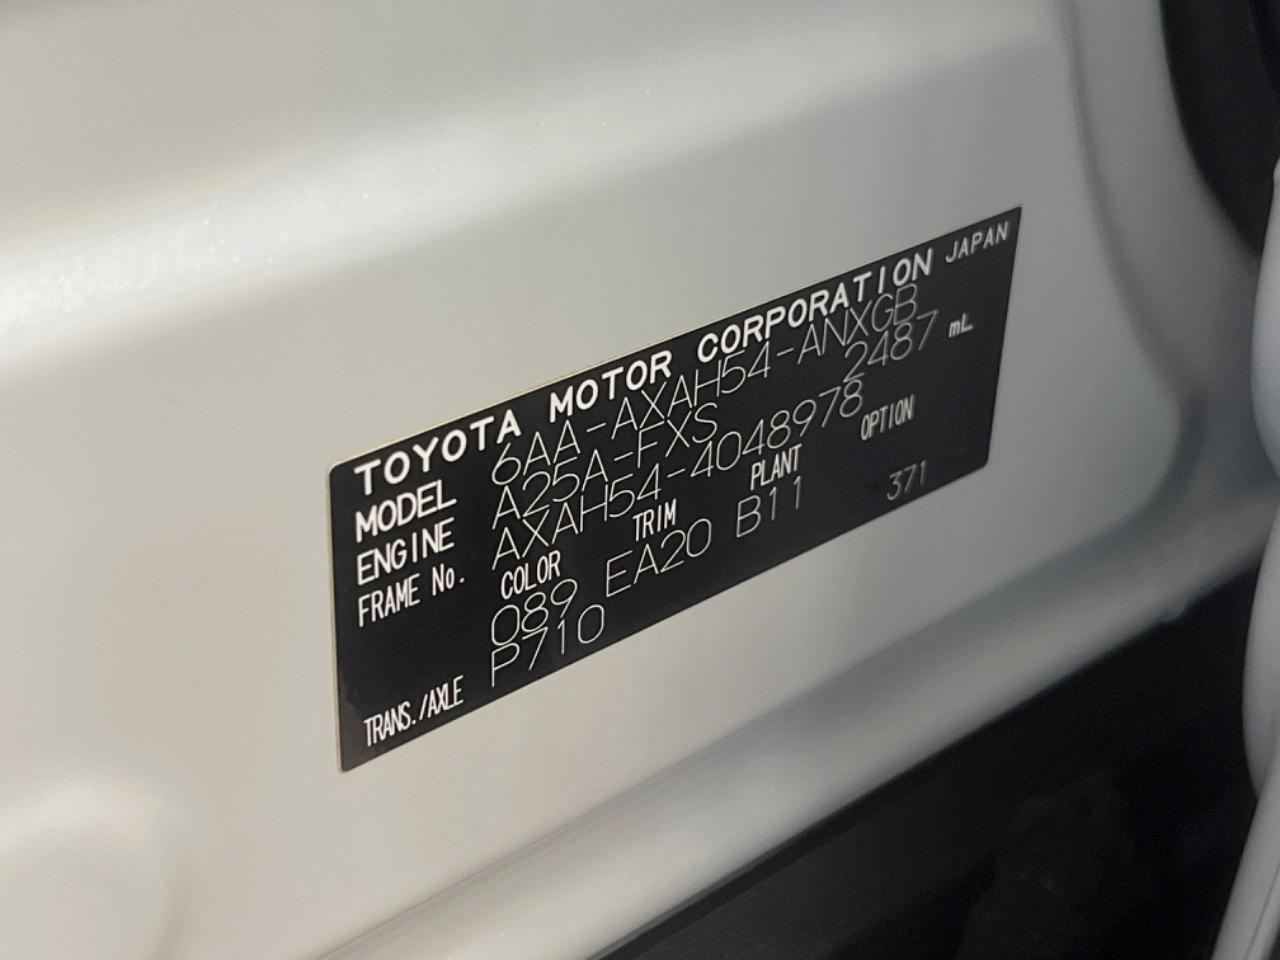 TOYOTA MOTOR CORPORATION JAPAN
MODEL 6AA-AXAH54-ANXGB
ENGINE A25A-FXS 2487 mL
FRAME No. AXAH54-4048978
COLOR TRIM PLANT OPTION
089 EA20 B11 371
TRANS./AXLE P710